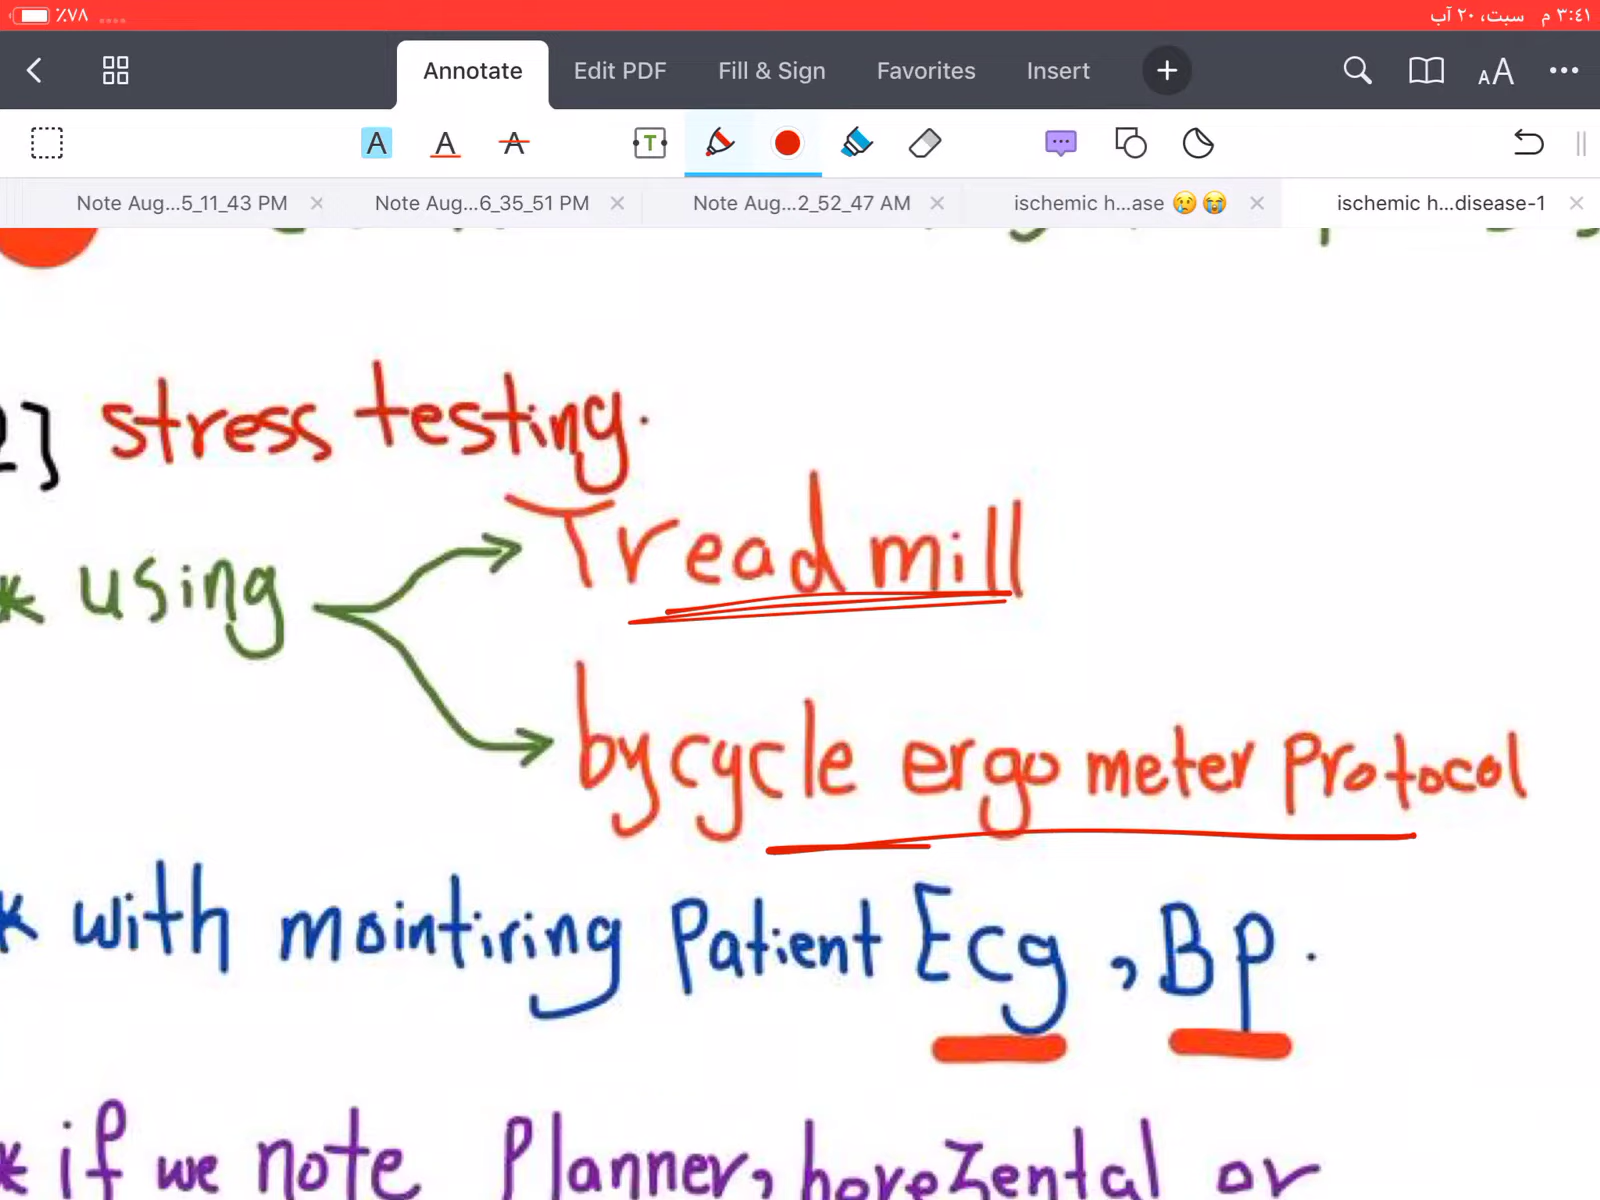 ٪٧٨ ٣:٤١ م سبت، ٢٠ آب
Annotate Edit PDF Fill & Sign Favorites Insert
Note Aug...5_11_43 PM Note Aug...6_35_51 PM Note Aug...2_52_47 AM ischemic h...ase 😢 😭 ischemic h...disease-1
2] stress testing.
* using Treadmill
bycycle ergo meter protocol
* with mointiring patient Ecg, Bp.
* if we note Planner, horezental or